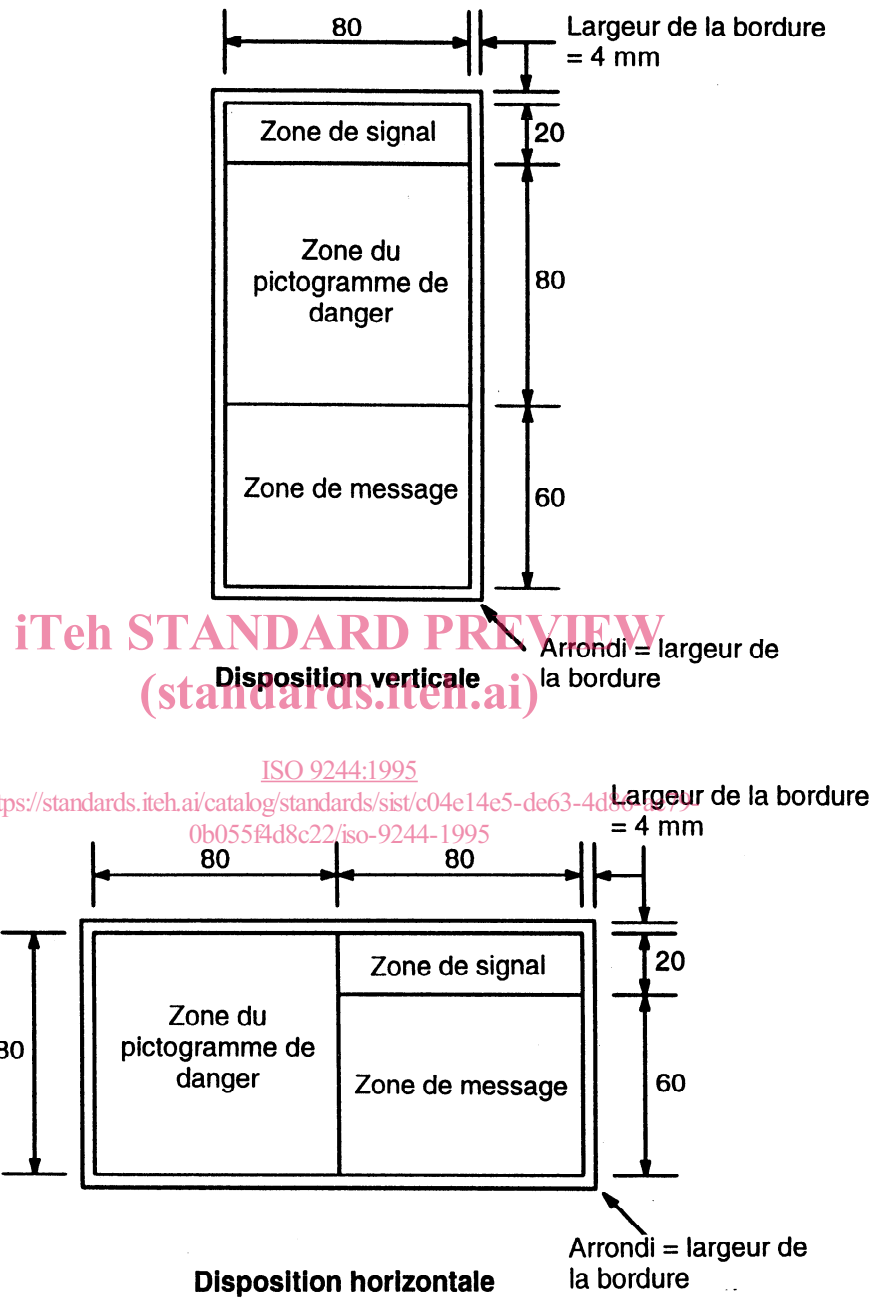 80
Largeur de la bordure
= 4 mm
Zone de signal
20
Zone du
pictogramme de
danger
80
Zone de message
60
iTeh STANDARD PREVIEW
Arrondi = largeur de
la bordure
Disposition verticale
(standards.iteh.ai)
ISO 9244:1995
Largeur de la bordure
= 4 mm
0b055f4d8c22/iso-9244-1995
80
80
Zone de signal
20
Zone du
pictogramme de
danger
Zone de message
60
Arrondi = largeur de
la bordure
Disposition horizontale